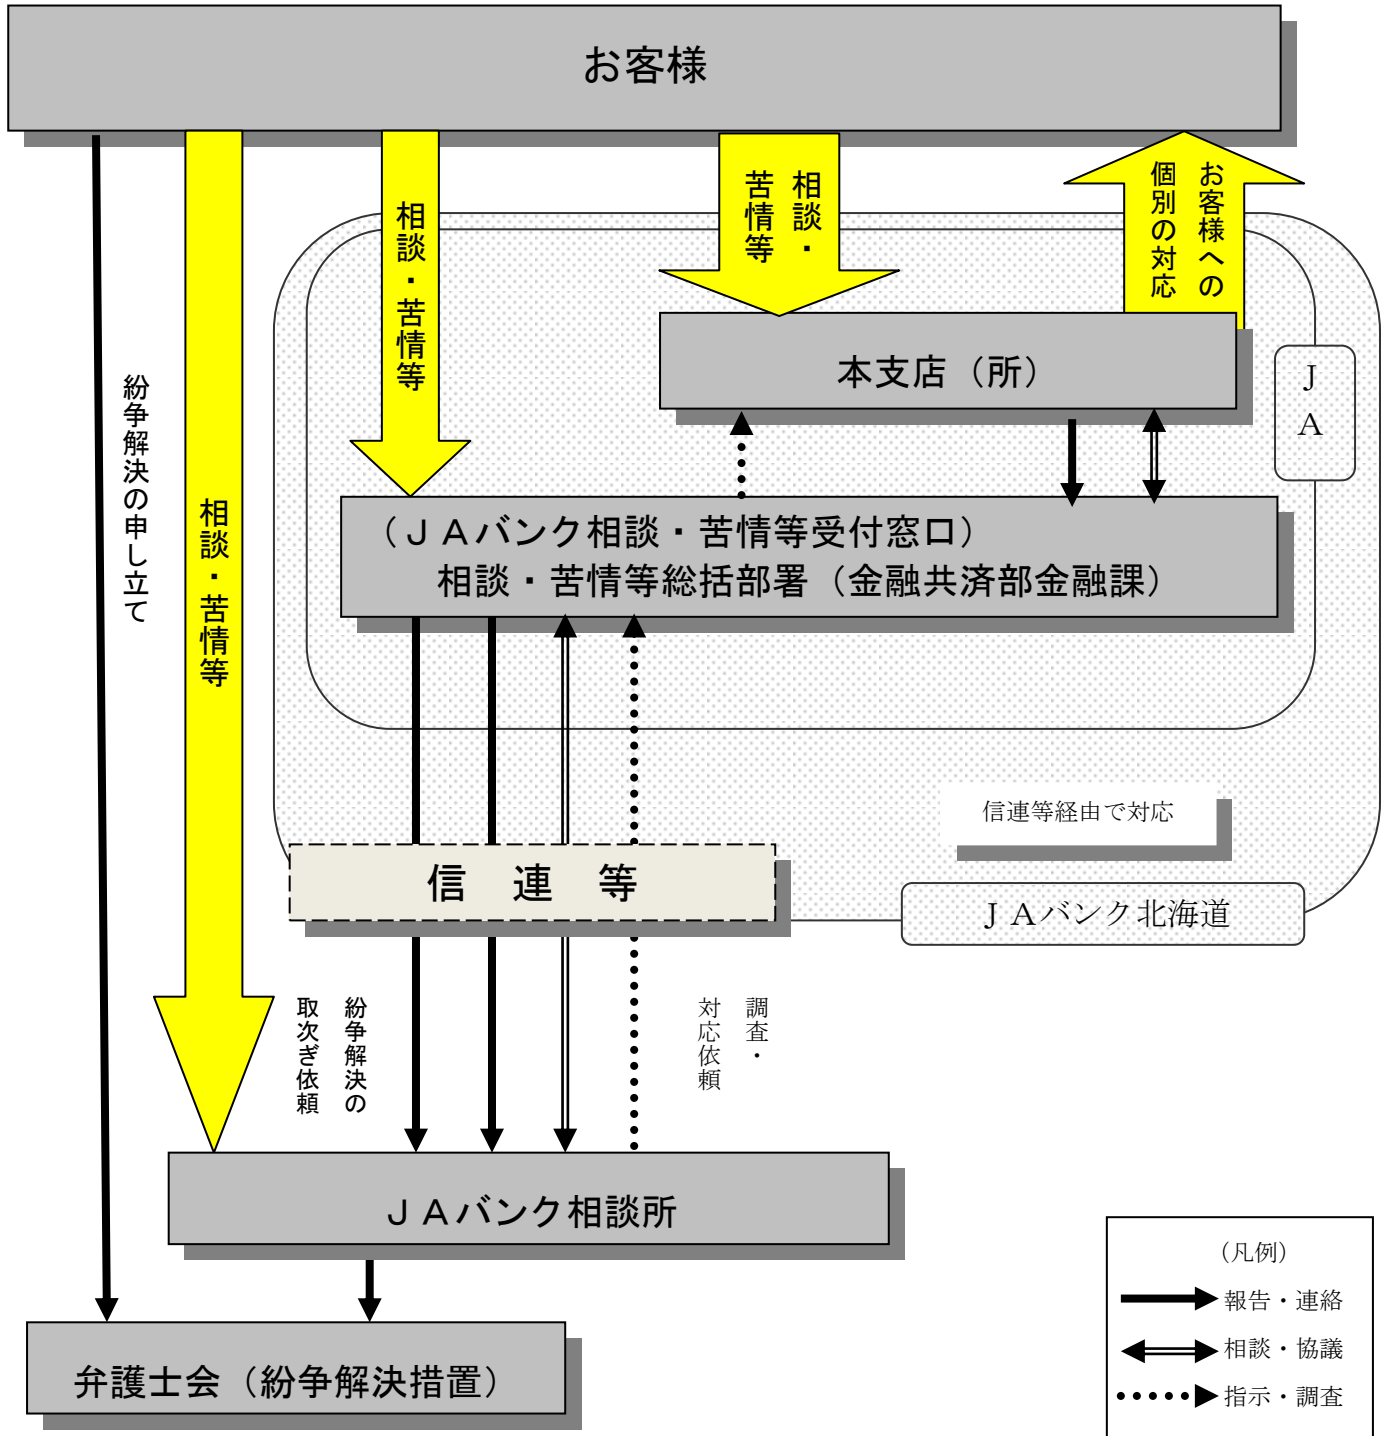 お客様
相談・
苦情等
お客様への
個別の対応
相談・苦情等
本支店（所）
ＪＡ
紛争解決の申し立て
相談・苦情等
（ＪＡバンク相談・苦情等受付窓口）
相談・苦情等総括部署（金融共済部金融課）
信連等経由で対応
信　連　等
ＪＡバンク北海道
紛争解決の
取次ぎ依頼
調査・
対応依頼
ＪＡバンク相談所
弁護士会（紛争解決措置）
（凡例）
報告・連絡
相談・協議
指示・調査